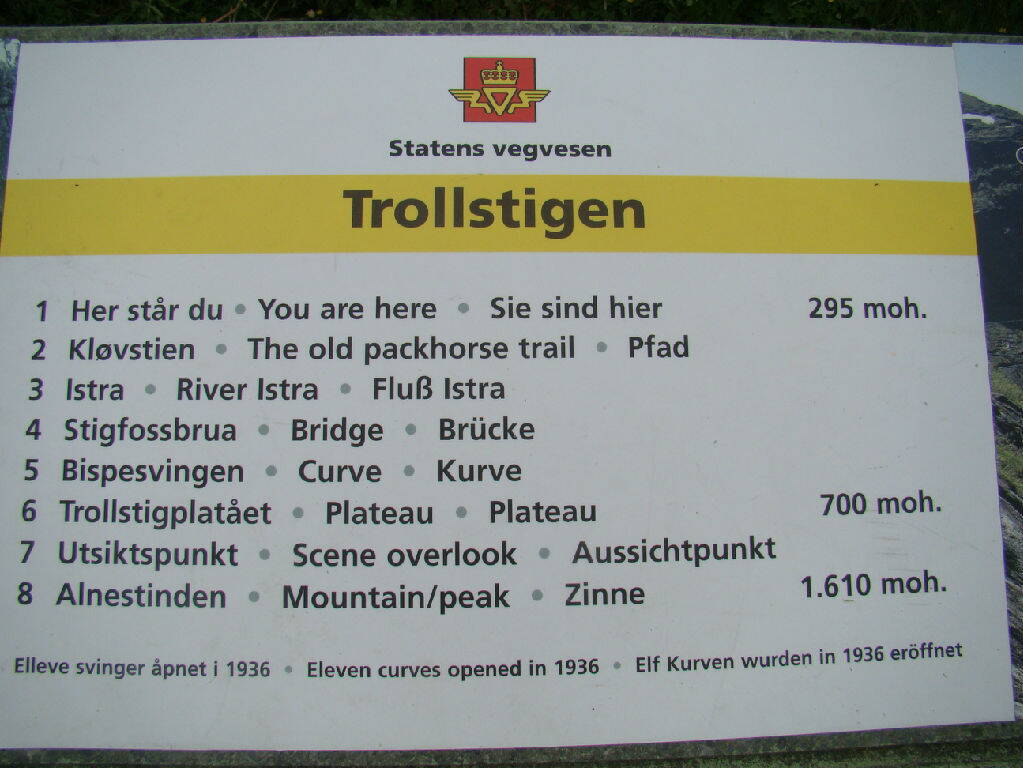 Statens vegvesen
Trollstigen
1 Her står du • You are here • Sie sind hier 295 moh.
2 Kløvstien • The old packhorse trail • Pfad
3 Istra • River Istra • Fluß Istra
4 Stigfossbrua • Bridge • Brücke
5 Bispesvingen • Curve • Kurve
6 Trollstigplatået • Plateau • Plateau 700 moh.
7 Utsiktspunkt • Scene overlook • Aussichtpunkt
8 Alnestinden • Mountain/peak • Zinne 1.610 moh.
Elleve svinger åpnet i 1936 • Eleven curves opened in 1936 • Elf Kurven wurden in 1936 eröffnet